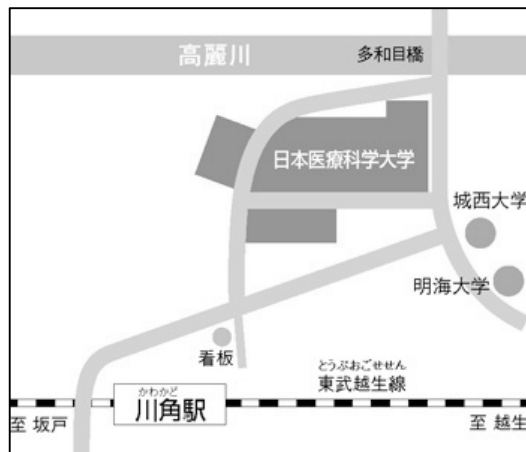 高麗川
多和目橋
日本医療科学大学
城西大学
明海大学
看板
とうぶおごせせん
東武越生線
かわかど
川角駅
至 坂戸
至 越生